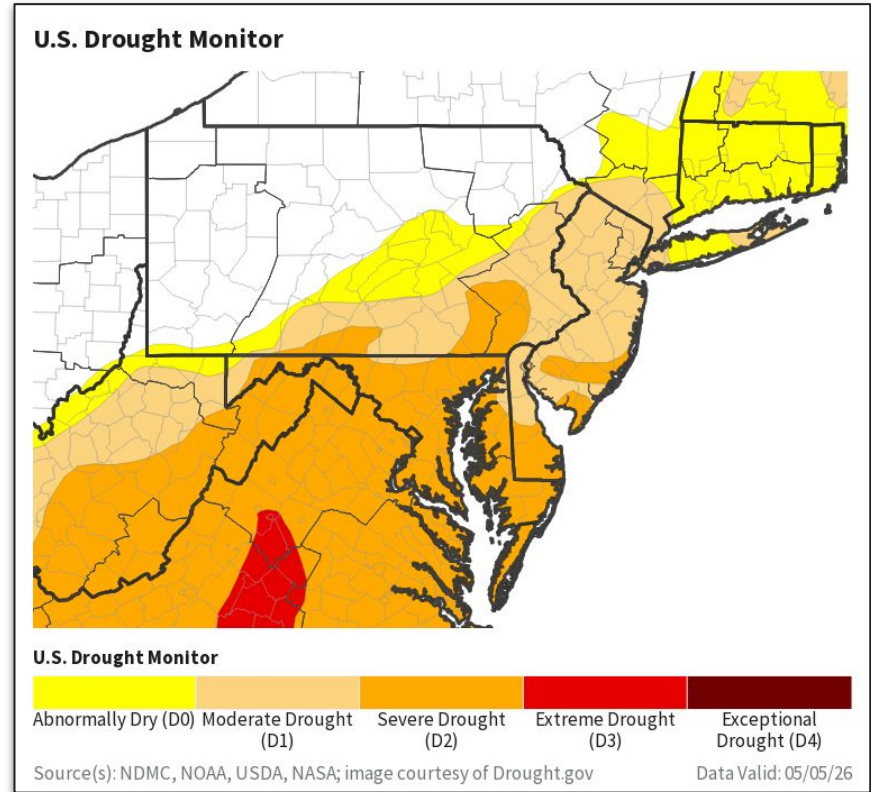 U.S. Drought Monitor
U.S. Drought Monitor
Abnormally Dry (D0) Moderate Drought (D1) Severe Drought (D2) Extreme Drought (D3) Exceptional Drought (D4)
Source(s): NDMC, NOAA, USDA, NASA; image courtesy of Drought.gov
Data Valid: 05/05/26